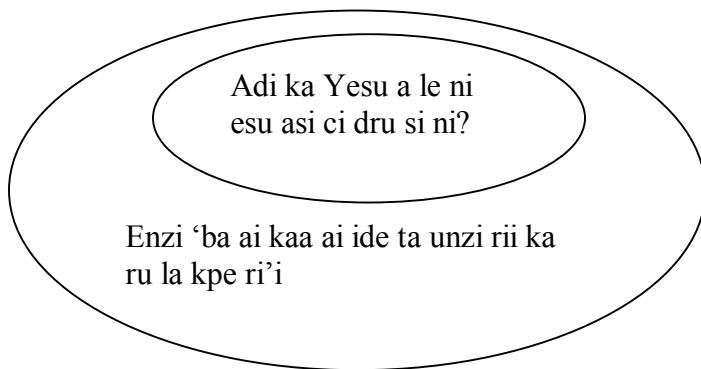 Adi ka Yesu a le ni
esu asi ci dru si ni?
Enzi ‘ba ai kaa ai ide ta unzi rii ka
ru la kpe ri’i